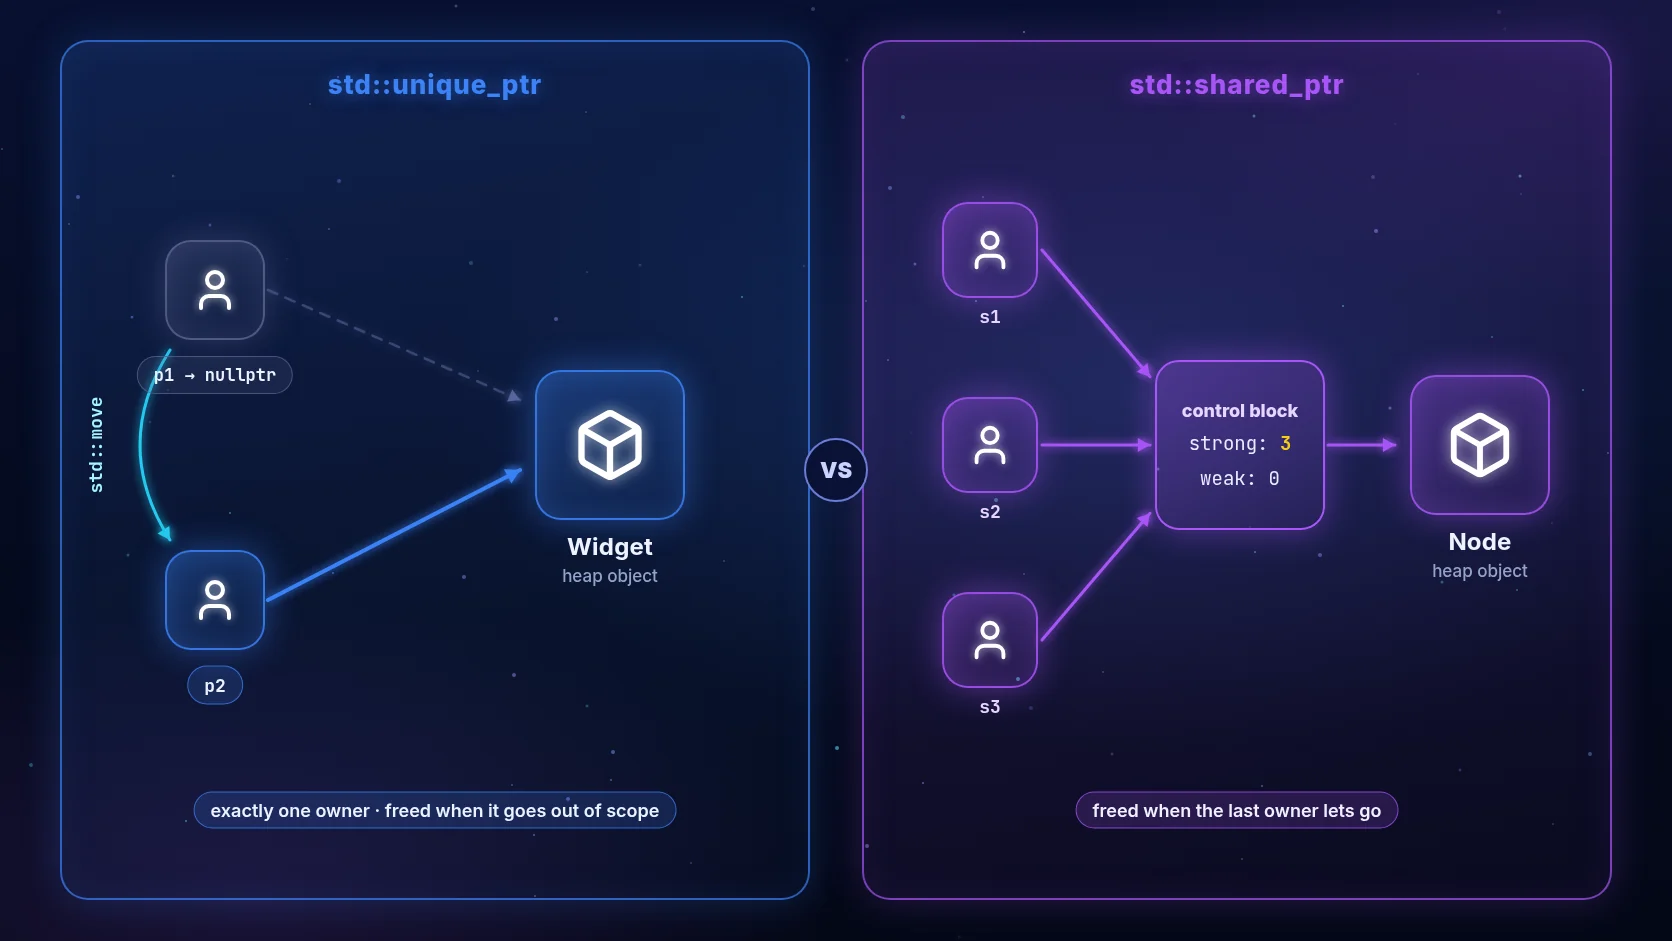 std::unique_ptr
p1 → nullptr
std::move
p2
Widget
heap object
exactly one owner · freed when it goes out of scope
VS
std::shared_ptr
s1
s2
s3
control block
strong: 3
weak: 0
Node
heap object
freed when the last owner lets go